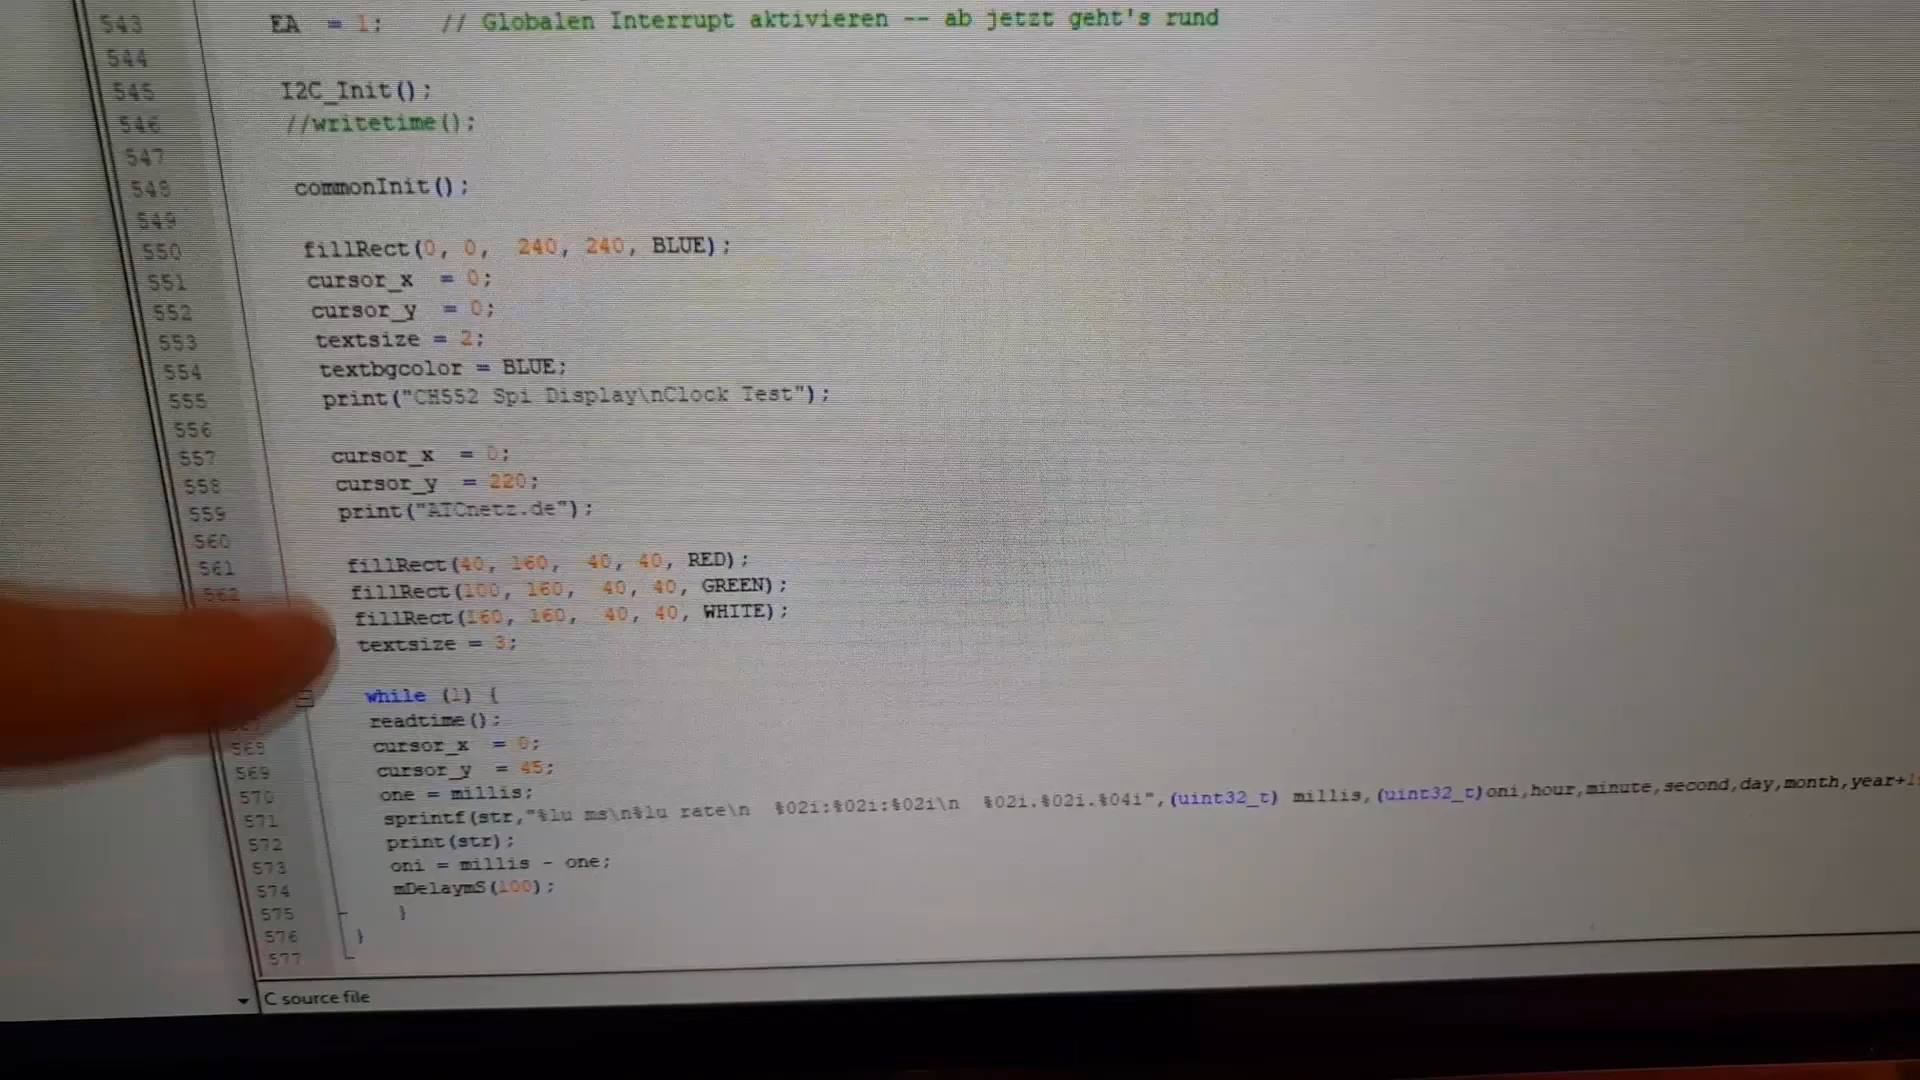 543 EA = 1; // Globalen Interrupt aktivieren -- ab jetzt geht's rund
544
545 I2C_Init();
546 //writetime();
547
548 commonInit();
549
550 fillRect(0, 0, 240, 240, BLUE);
551 cursor_x = 0;
552 cursor_y = 0;
553 textsize = 2;
554 textbgcolor = BLUE;
555 print("CH552 Spi Display\nClock Test");
556
557 cursor_x = 0;
558 cursor_y = 220;
559 print("ATCnetz.de");
560
561 fillRect(40, 160, 40, 40, RED);
562 fillRect(100, 160, 40, 40, GREEN);
fillRect(160, 160, 40, 40, WHITE);
textsize = 3;
while (1) {
readtime();
568 cursor_x = 0;
569 cursor_y = 45;
570 one = millis;
571 sprintf(str,"%lu ms\n%lu rate\n %02i:%02i:%02i\n %02i.%02i.%04i",(uint32_t) millis,(uint32_t)oni,hour,minute,second,day,month,year+1
572 print(str);
573 oni = millis - one;
574 mDelaymS(100);
575 }
576 }
577
C source file